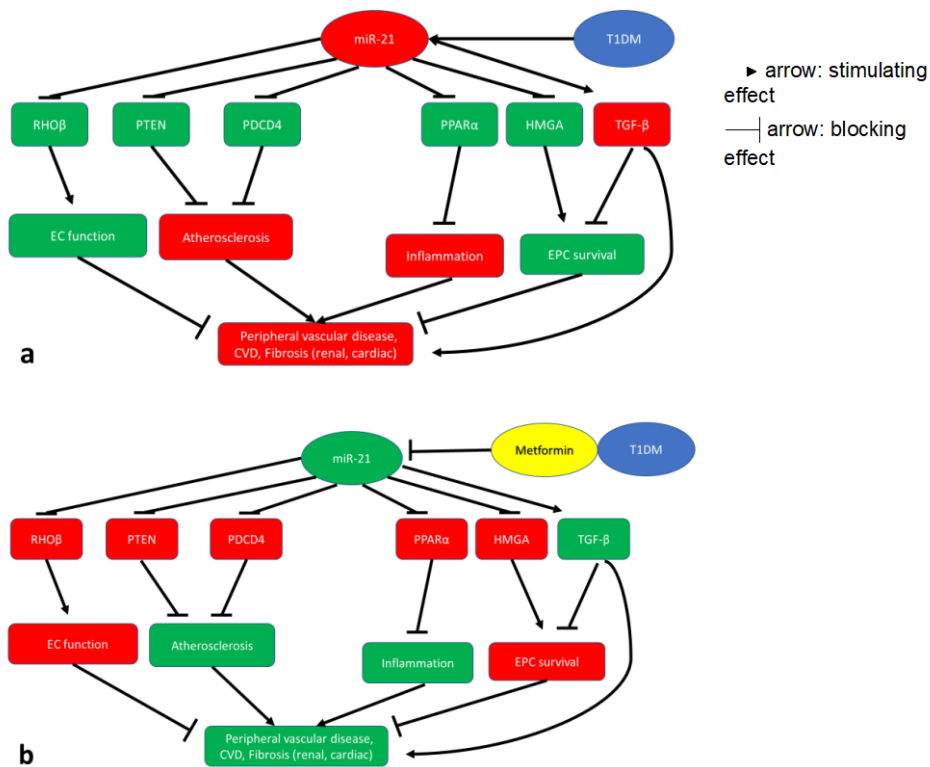 miR-21
T1DM
► arrow: stimulating
effect
arrow: blocking
effect
RHOβ
PTEN
PDCD4
PPARα
HMGA
TGF-β
EC function
Atherosclerosis
Inflammation
EPC survival
Peripheral vascular disease,
CVD, Fibrosis (renal, cardiac)
a
miR-21
Metformin
T1DM
RHOβ
PTEN
PDCD4
PPARα
HMGA
TGF-β
EC function
Atherosclerosis
Inflammation
EPC survival
Peripheral vascular disease,
CVD, Fibrosis (renal, cardiac)
b